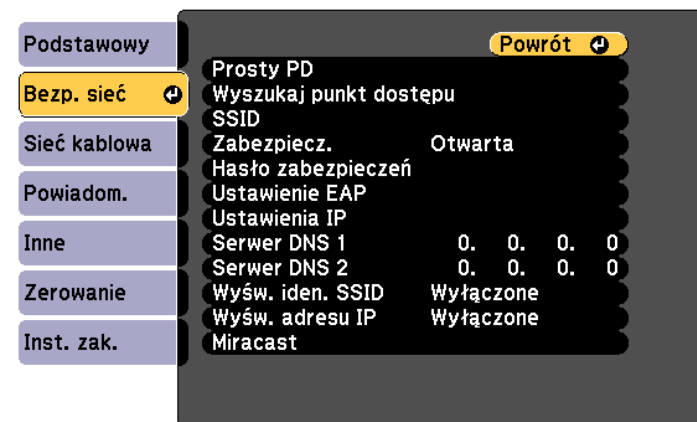 Podstawowy
Bezp. sieć
Sieć kablowa
Powiadom.
Inne
Zerowanie
Inst. zak.
Powrót
Prosty PD
Wyszukaj punkt dostępu
SSID
Zabezpiecz. Otwarta
Hasło zabezpieczeń
Ustawienie EAP
Ustawienia IP
Serwer DNS 1 0. 0. 0. 0
Serwer DNS 2 0. 0. 0. 0
Wyśw. iden. SSID Wyłączone
Wyśw. adresu IP Wyłączone
Miracast